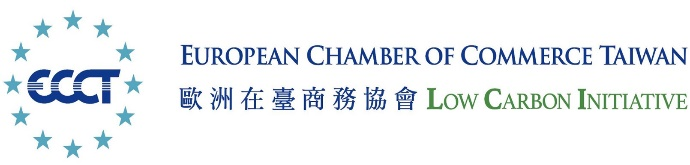 ECCT
EUROPEAN CHAMBER OF COMMERCE TAIWAN
歐洲在臺商務協會 LOW CARBON INITIATIVE